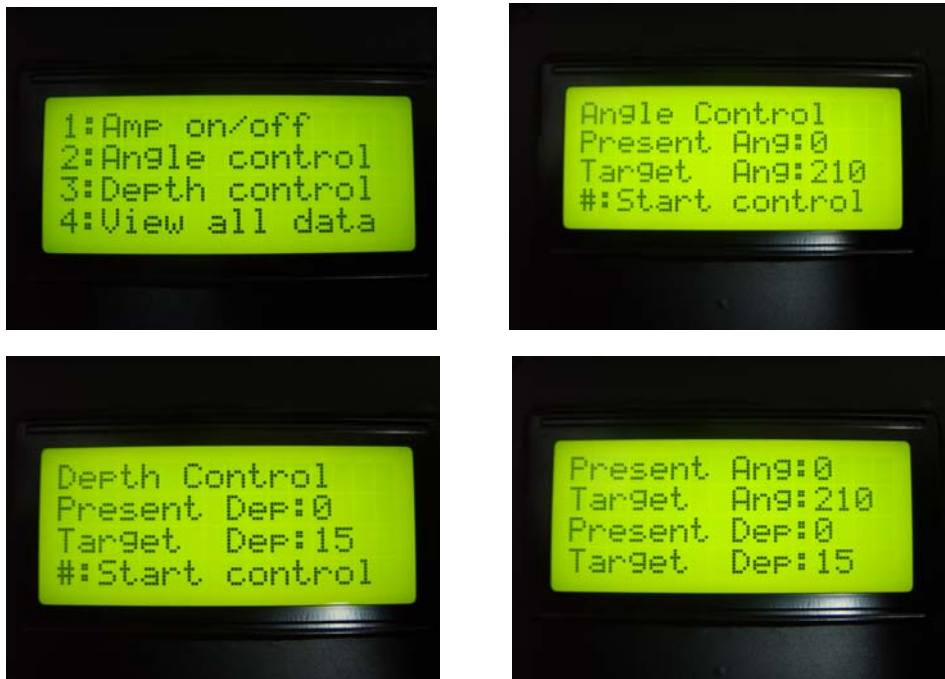 1:Amp on/off
2:Angle control
3:Depth control
4:View all data
Angle Control
Present Ang:0
Target Ang:210
#:Start control
Depth Control
Present Dep:0
Target Dep:15
#:Start control
Present Ang:0
Target Ang:210
Present Dep:0
Target Dep:15